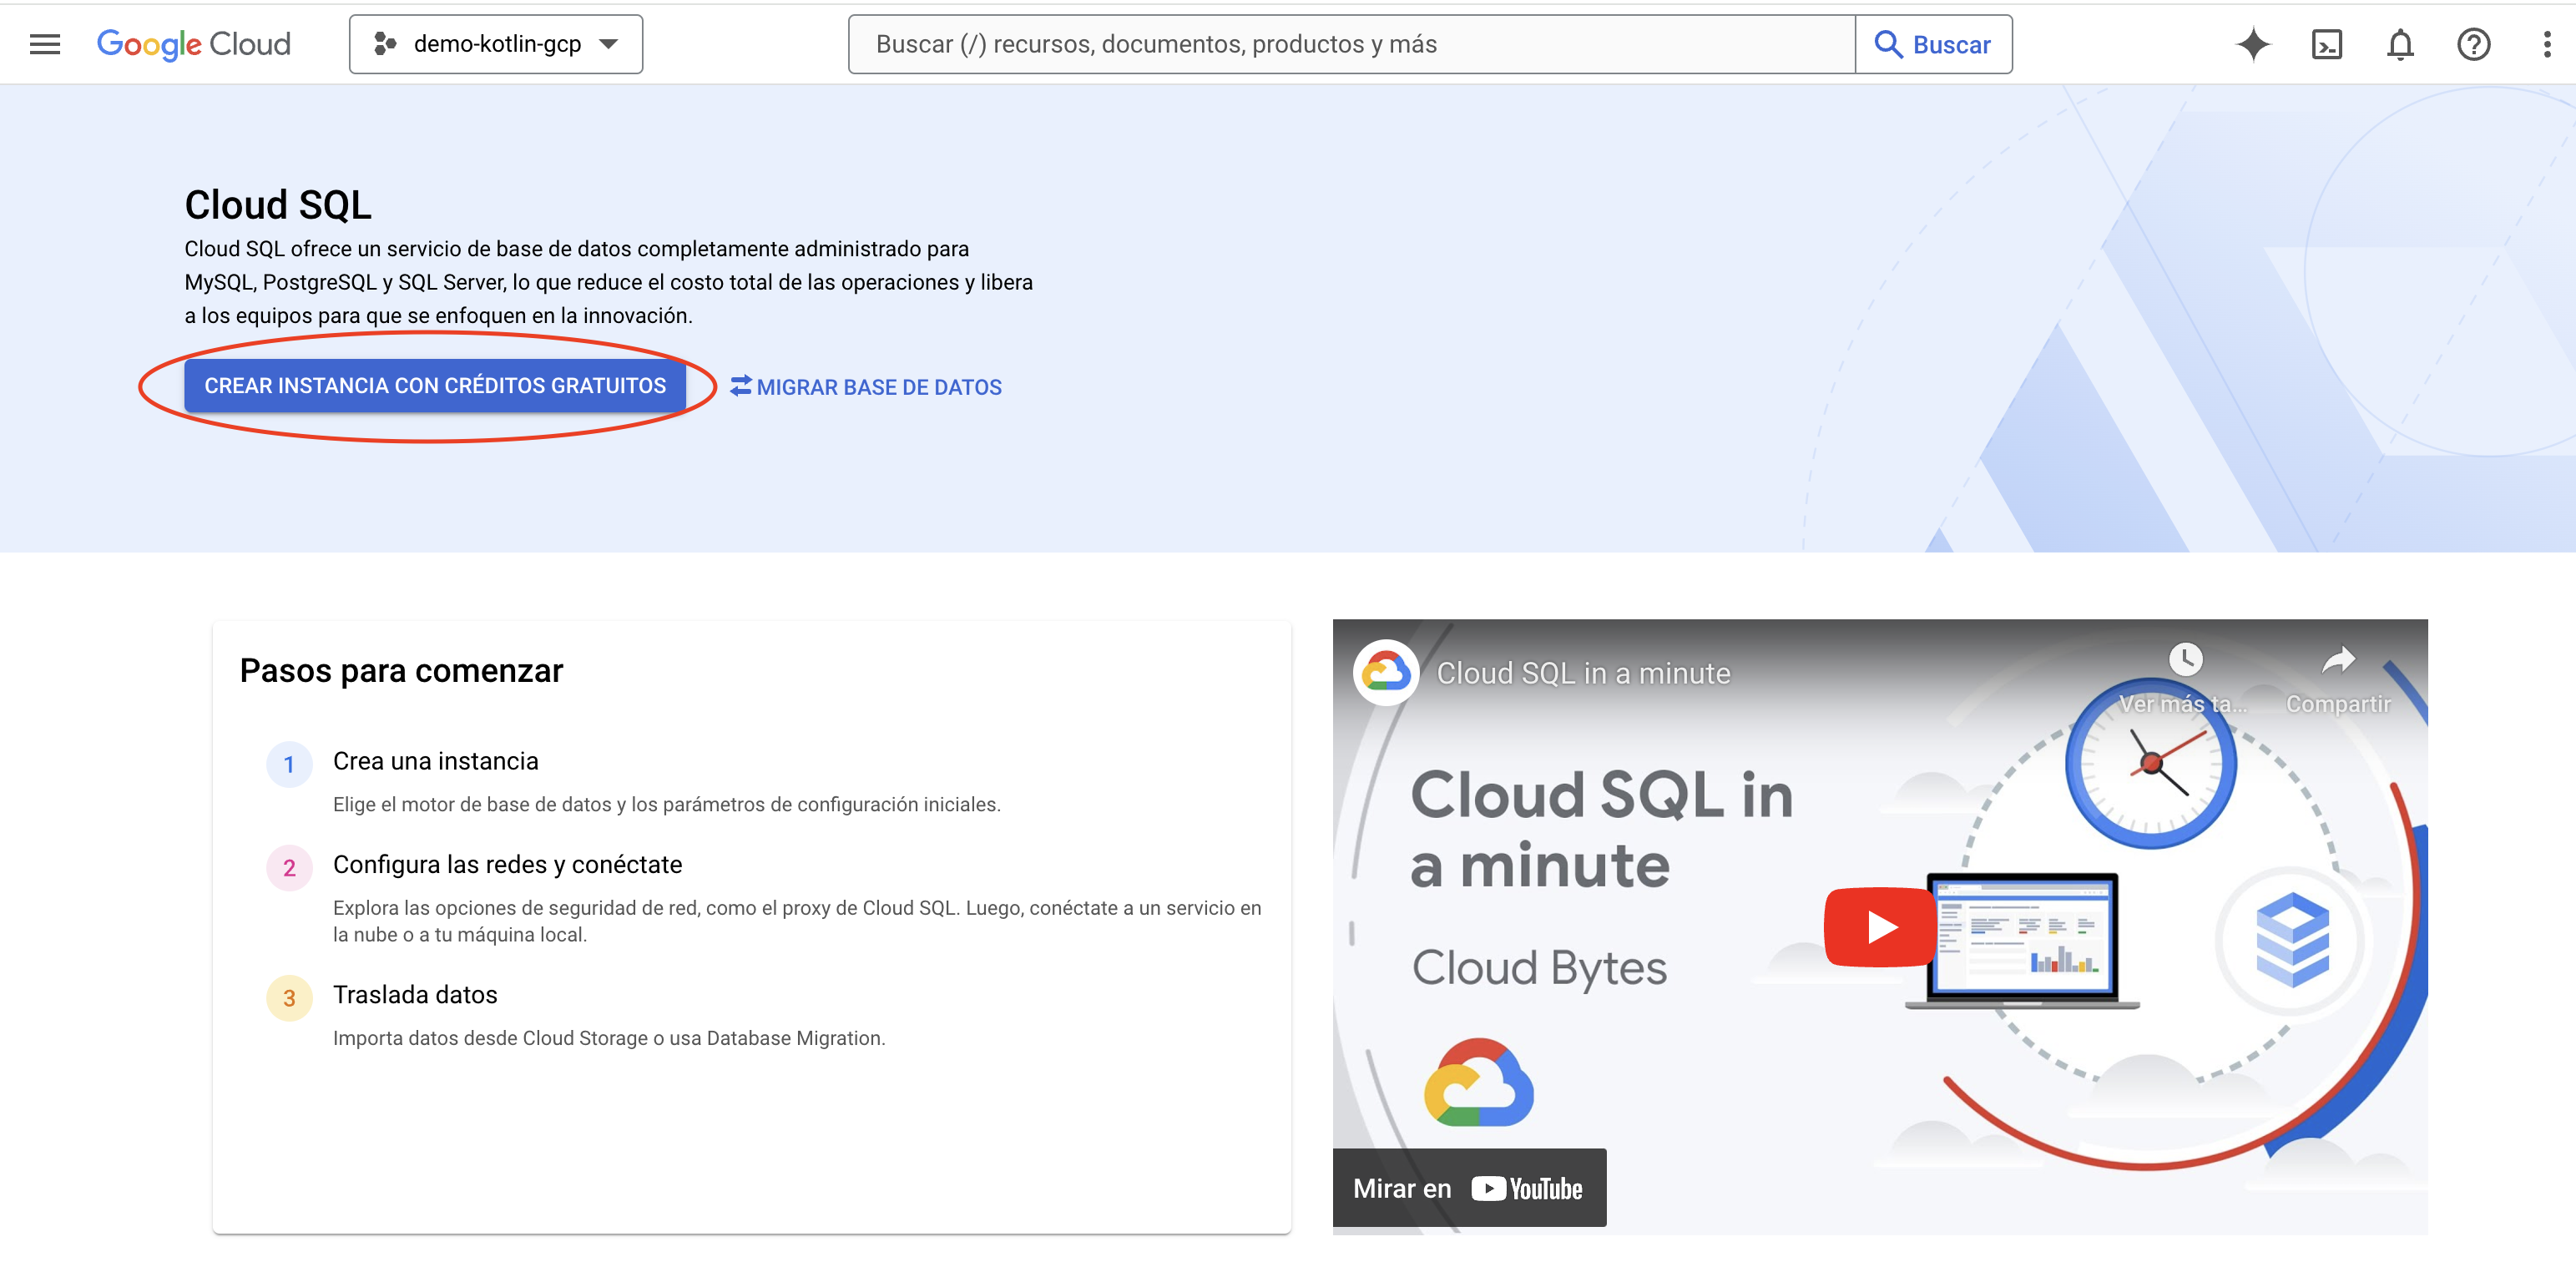 Google Cloud
demo-kotlin-gcp
Buscar (/) recursos, documentos, productos y más
Buscar
Cloud SQL
Cloud SQL ofrece un servicio de base de datos completamente administrado para
MySQL, PostgreSQL y SQL Server, lo que reduce el costo total de las operaciones y libera
a los equipos para que se enfoquen en la innovación.
CREAR INSTANCIA CON CRÉDITOS GRATUITOS
MIGRAR BASE DE DATOS
Pasos para comenzar
1
Crea una instancia
Elige el motor de base de datos y los parámetros de configuración iniciales.
2
Configura las redes y conéctate
Explora las opciones de seguridad de red, como el proxy de Cloud SQL. Luego, conéctate a un servicio en
la nube o a tu máquina local.
3
Traslada datos
Importa datos desde Cloud Storage o usa Database Migration.
Cloud SQL in a minute
Ver más ta...
Compartir
Cloud SQL in
a minute
Cloud Bytes
Mirar en YouTube